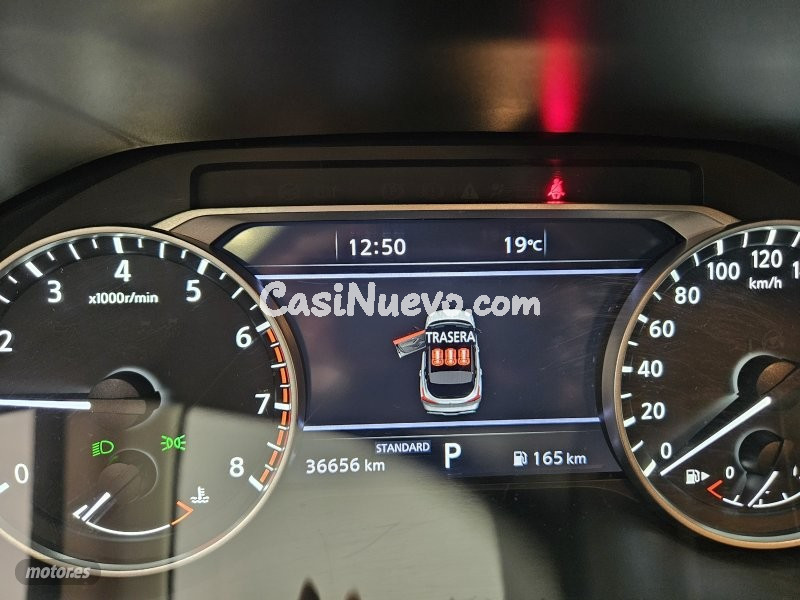 12:50 19°C
CasiNuevo.com
TRASERA
STANDARD
36656 km P 165 km
0 2 3 4 5 6 7 8
x1000r/min
0 20 40 60 80 100 120
km/h
0
motor.es